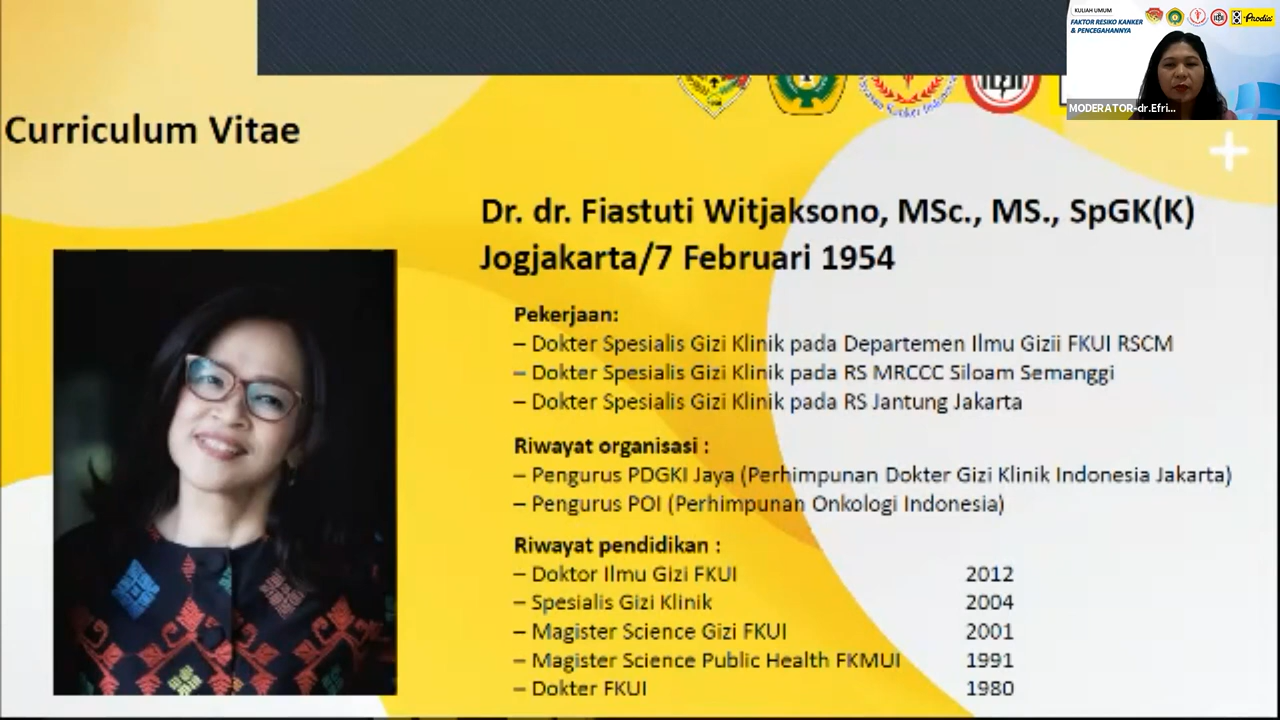 KULIAH UMUM
FAKTOR RESIKO KANKER
& PENCEGAHANNYA
Prodia
MODERATOR-dr.Efri...
Curriculum Vitae
Dr. dr. Fiastuti Witjaksono, MSc., MS., SpGK(K)
Jogjakarta/7 Februari 1954
Pekerjaan:
– Dokter Spesialis Gizi Klinik pada Departemen Ilmu Gizii FKUI RSCM
– Dokter Spesialis Gizi Klinik pada RS MRCCC Siloam Semanggi
– Dokter Spesialis Gizi Klinik pada RS Jantung Jakarta
Riwayat organisasi :
– Pengurus PDGKI Jaya (Perhimpunan Dokter Gizi Klinik Indonesia Jakarta)
– Pengurus POI (Perhimpunan Onkologi Indonesia)
Riwayat pendidikan :
– Doktor Ilmu Gizi FKUI 2012
– Spesialis Gizi Klinik 2004
– Magister Science Gizi FKUI 2001
– Magister Science Public Health FKMUI 1991
– Dokter FKUI 1980